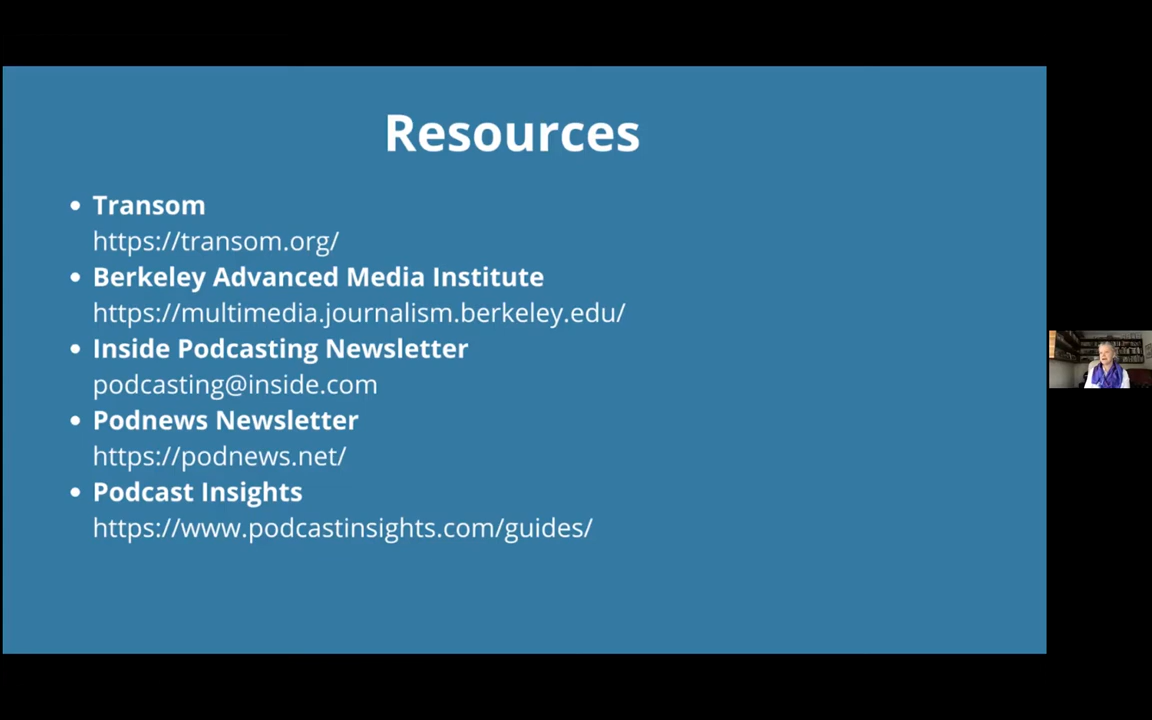 Resources
• Transom
https://transom.org/
• Berkeley Advanced Media Institute
https://multimedia.journalism.berkeley.edu/
• Inside Podcasting Newsletter
podcasting@inside.com
• Podnews Newsletter
https://podnews.net/
• Podcast Insights
https://www.podcastinsights.com/guides/